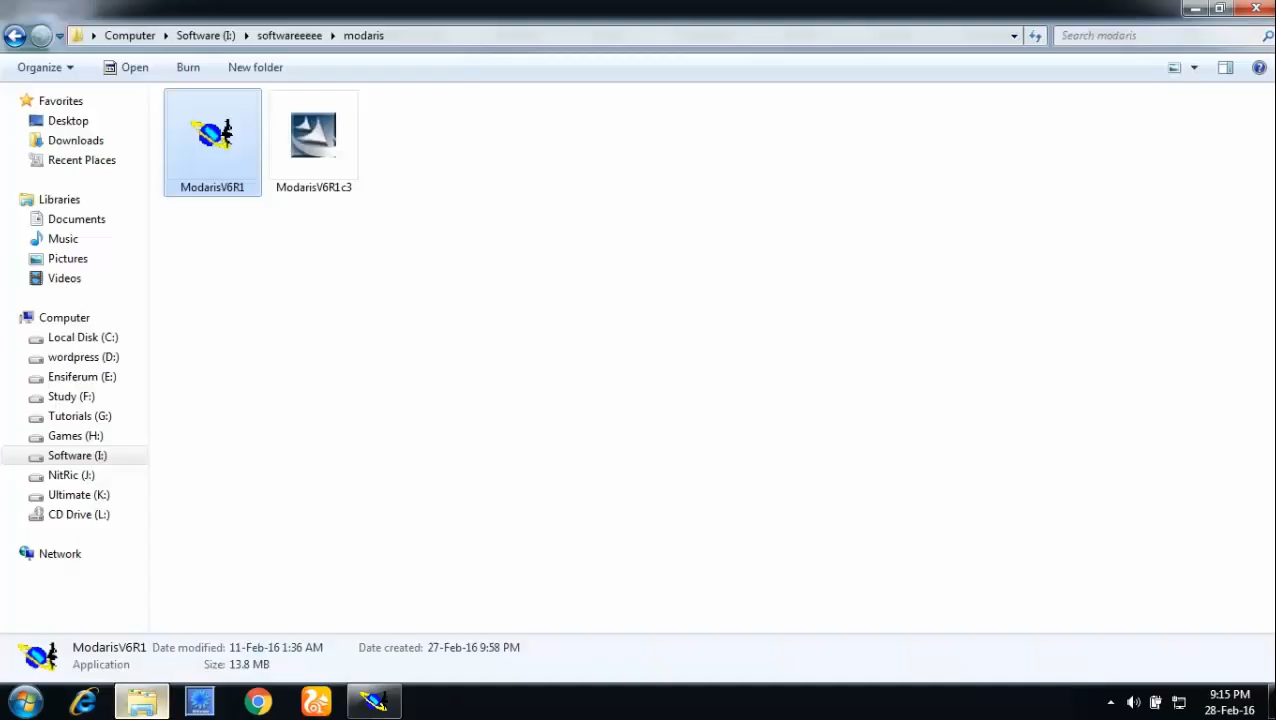 Computer Software (I:) softwareeeee modaris
Search modaris
Organize Open Burn New folder
Favorites
Desktop
Downloads
Recent Places
Libraries
Documents
Music
Pictures
Videos
Computer
Local Disk (C:)
wordpress (D:)
Ensiferum (E:)
Study (F:)
Tutorials (G:)
Games (H:)
Software (I:)
NitRic (J:)
Ultimate (K:)
CD Drive (L:)
Network
ModarisV6R1 ModarisV6R1c3
ModarisV6R1 Date modified: 11-Feb-16 1:36 AM Date created: 27-Feb-16 9:58 PM
Application Size: 13.8 MB
9:15 PM
28-Feb-16